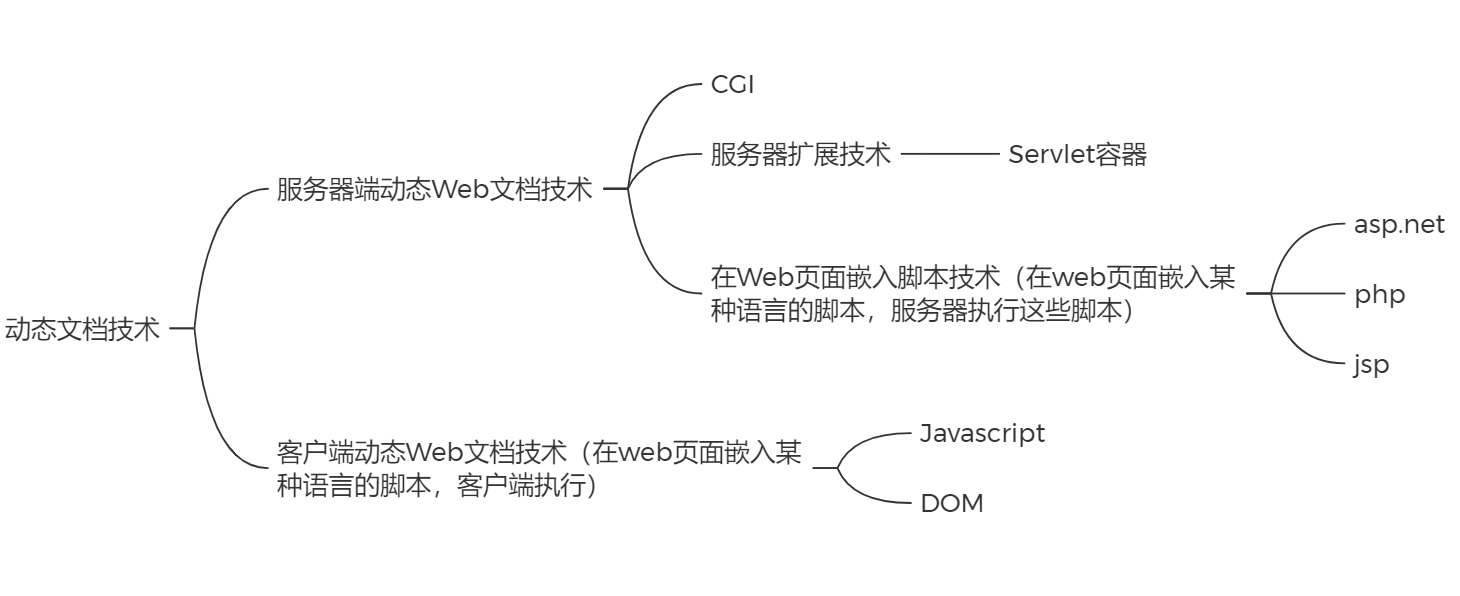 动态文档技术
服务器端动态Web文档技术
CGI
服务器扩展技术
Servlet容器
在Web页面嵌入脚本技术（在web页面嵌入某
种语言的脚本，服务器执行这些脚本）
asp.net
php
jsp
客户端动态Web文档技术（在web页面嵌入某
种语言的脚本，客户端执行）
Javascript
DOM